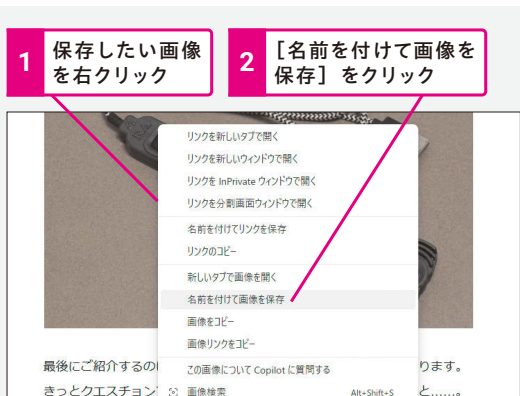 1 保存したい画像
を右クリック
2 ［名前を付けて画像を
保存］をクリック
リンクを新しいタブで開く
リンクを新しいウィンドウで開く
リンクを InPrivate ウィンドウで開く
リンクを分割画面ウィンドウで開く
名前を付けてリンクを保存
リンクのコピー
新しいタブで画像を開く
名前を付けて画像を保存
画像をコピー
画像リンクをコピー
最後にご紹介するの
この画像について Copilot に質問する
ります。
きっとクエスチョン
画像検索 Alt+Shift+S
と……。